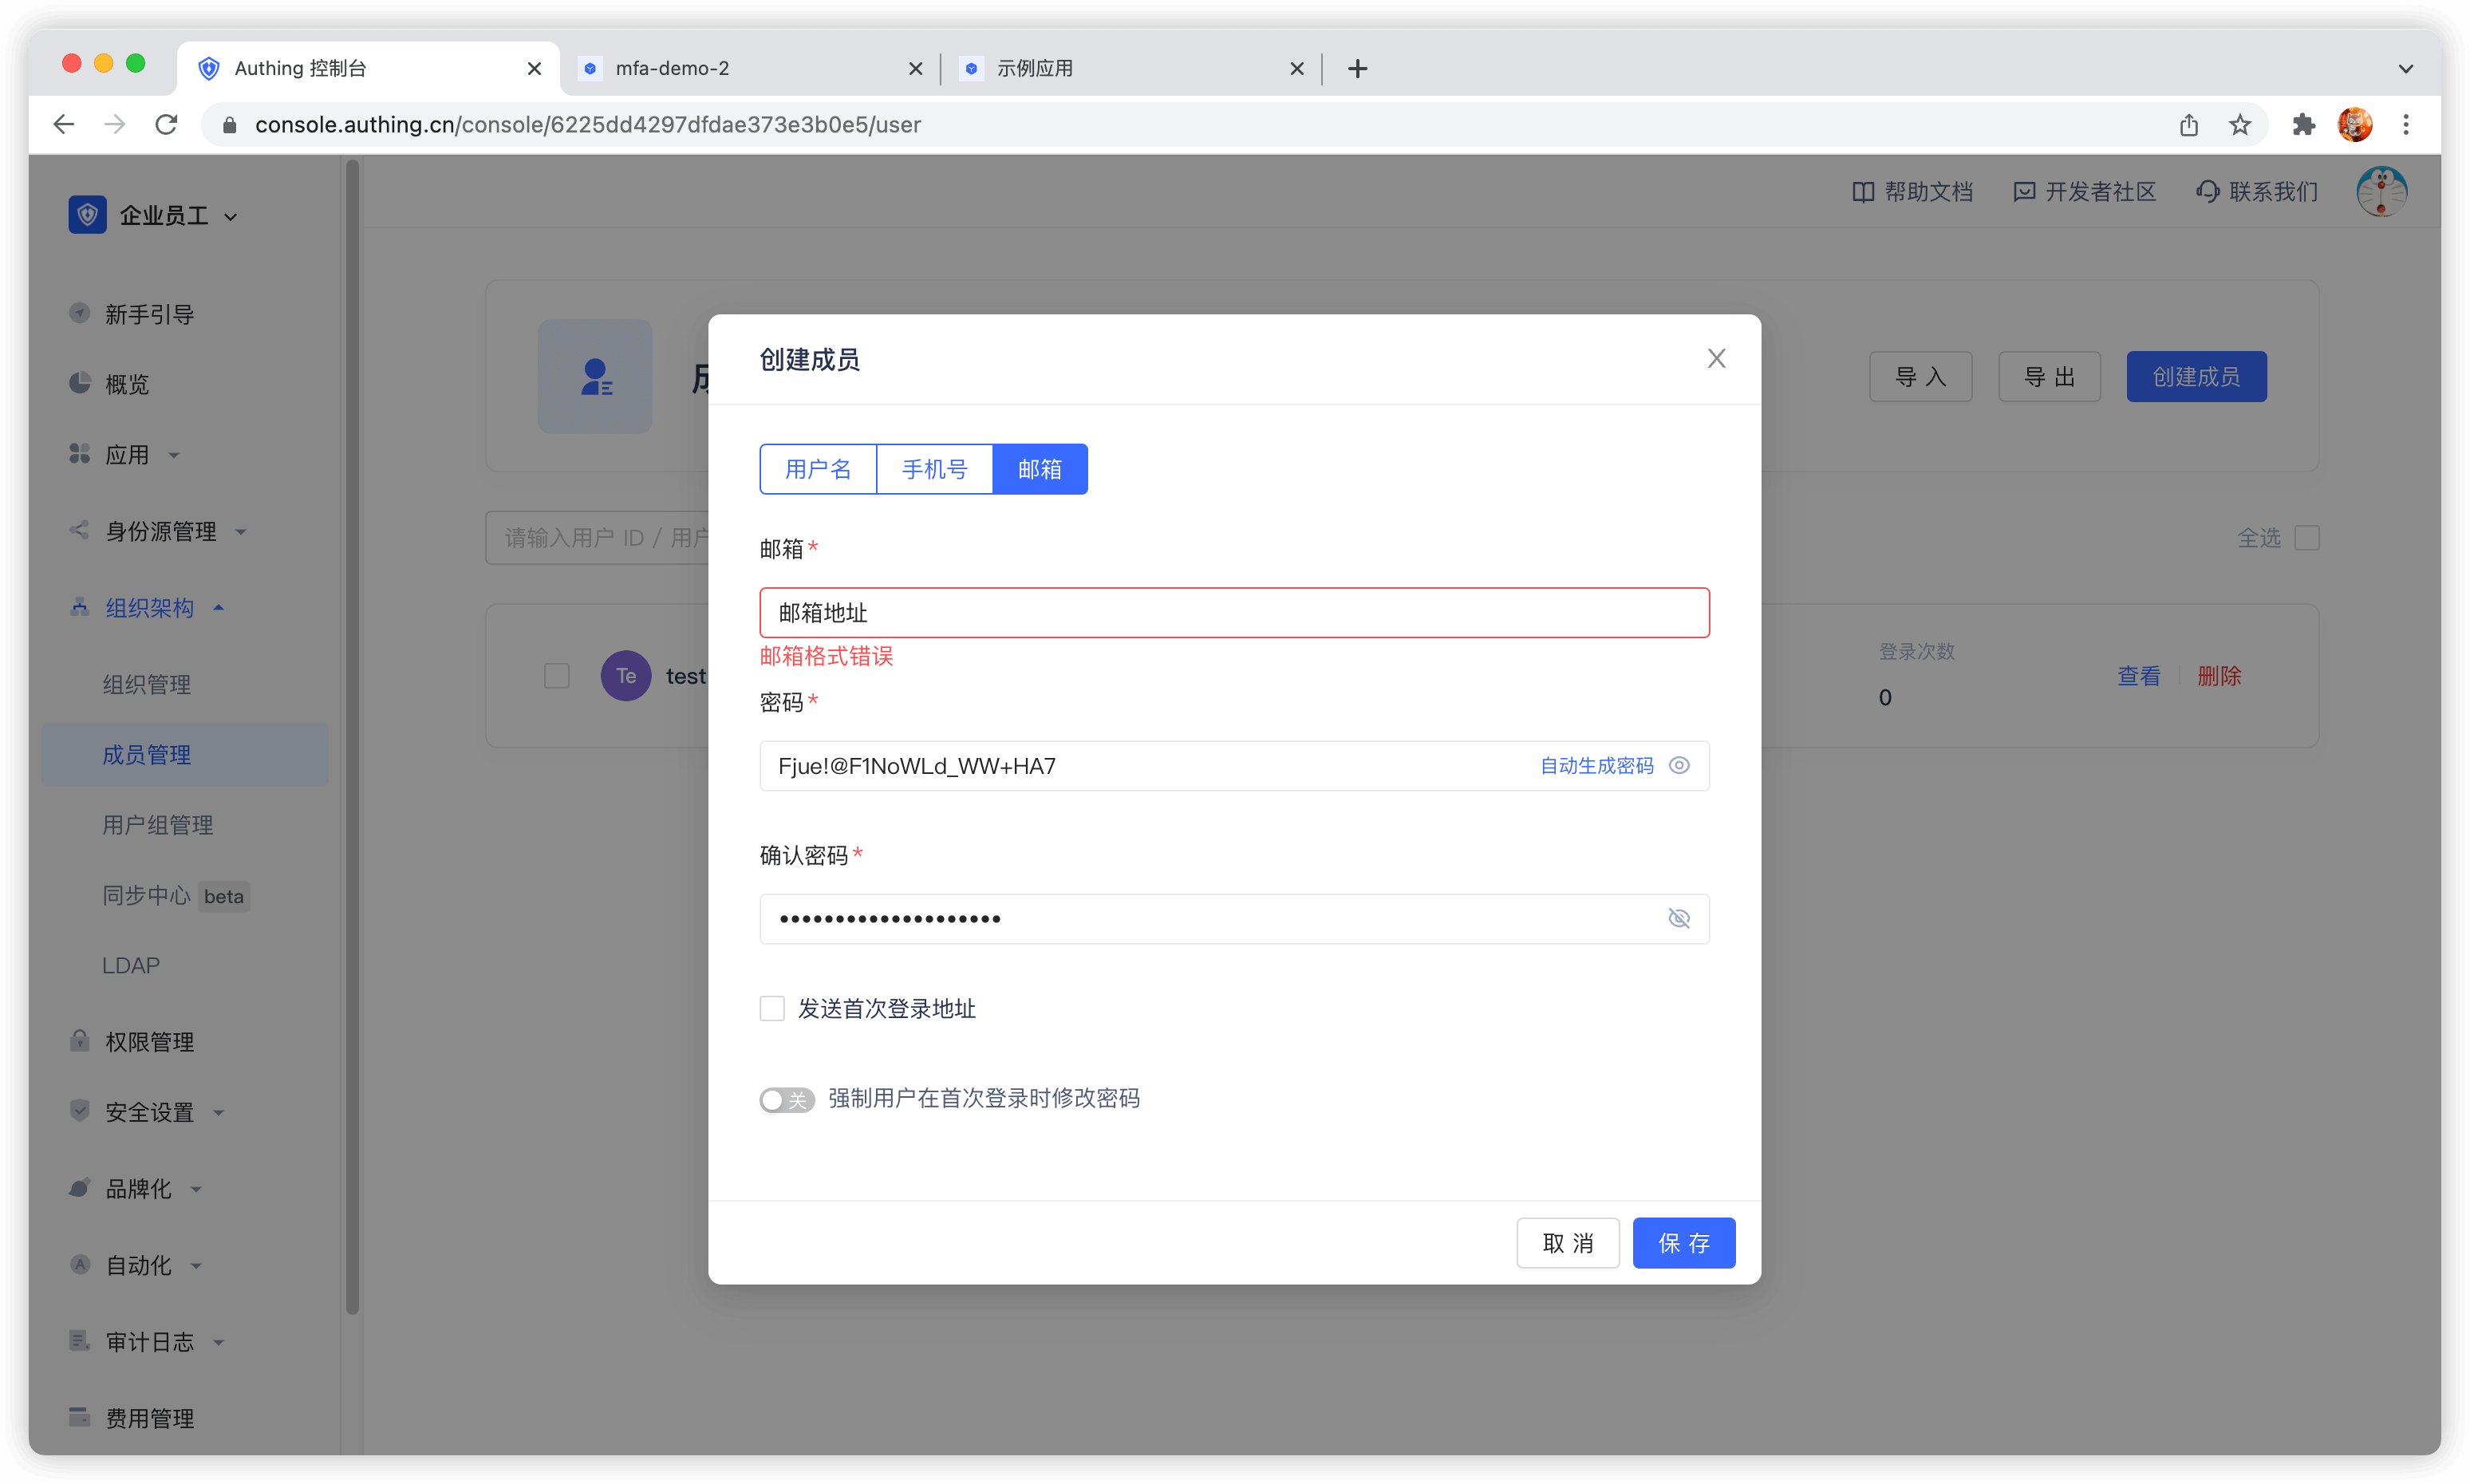 Authing 控制台
mfa-demo-2
示例应用
console.authing.cn/console/6225dd4297dfdae373e3b0e5/user
企业员工
帮助文档
开发者社区
联系我们
新手引导
概览
应用
身份源管理
组织架构
组织管理
成员管理
用户组管理
同步中心 beta
LDAP
权限管理
安全设置
品牌化
自动化
审计日志
费用管理
导 入
导 出
创建成员
请输入用户 ID / 用户
全选
Te
test
登录次数
0
查看
删除
创建成员
用户名
手机号
邮箱
邮箱*
邮箱地址
邮箱格式错误
密码*
Fjue!@F1NoWLd_WW+HA7
自动生成密码
确认密码*
••••••••••••••••••••
发送首次登录地址
关 强制用户在首次登录时修改密码
取 消
保 存